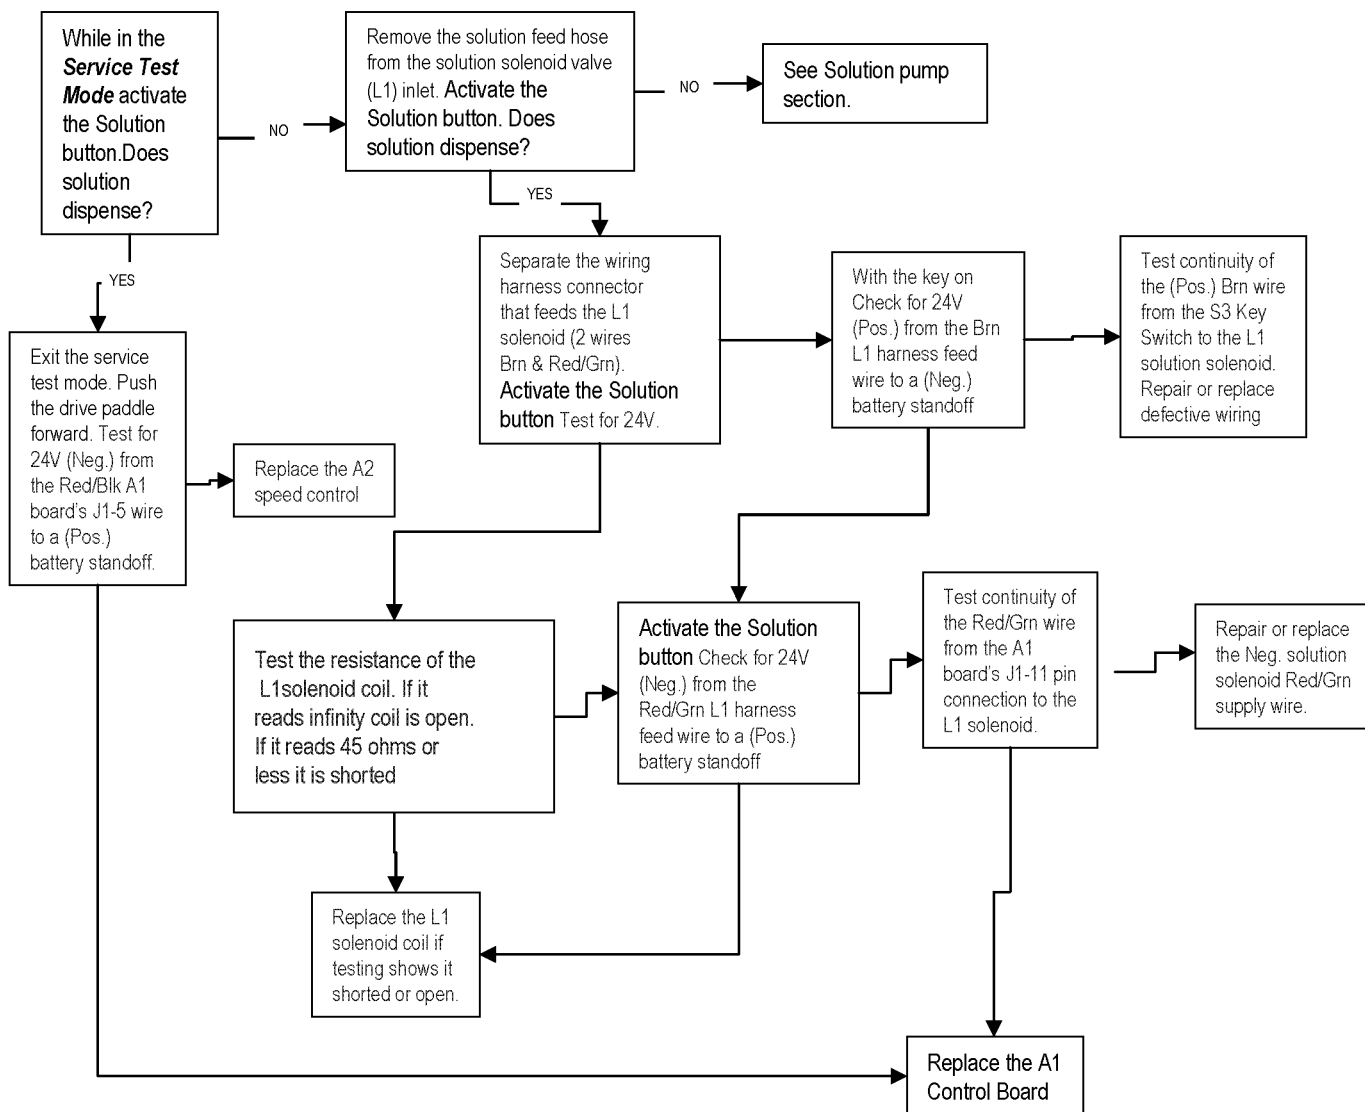 While in the
Service Test
Mode activate
the Solution
button.Does
solution
dispense?
NO
YES
Remove the solution feed hose
from the solution solenoid valve
(L1) inlet. Activate the
Solution button. Does
solution dispense?
NO
YES
See Solution pump
section.
Separate the wiring
harness connector
that feeds the L1
solenoid (2 wires
Brn & Red/Grn).
Activate the Solution
button Test for 24V.
With the key on
Check for 24V
(Pos.) from the Brn
L1 harness feed
wire to a (Neg.)
battery standoff
Test continuity of
the (Pos.) Brn wire
from the S3 Key
Switch to the L1
solution solenoid.
Repair or replace
defective wiring
Exit the service
test mode. Push
the drive paddle
forward. Test for
24V (Neg.) from
the Red/Blk A1
board's J1-5 wire
to a (Pos.)
battery standoff.
Replace the A2
speed control
Test the resistance of the
L1solenoid coil. If it
reads infinity coil is open.
If it reads 45 ohms or
less it is shorted
Activate the Solution
button Check for 24V
(Neg.) from the
Red/Grn L1 harness
feed wire to a (Pos.)
battery standoff
Test continuity of
the Red/Grn wire
from the A1
board's J1-11 pin
connection to the
L1 solenoid.
Repair or replace
the Neg. solution
solenoid Red/Grn
supply wire.
Replace the L1
solenoid coil if
testing shows it
shorted or open.
Replace the A1
Control Board